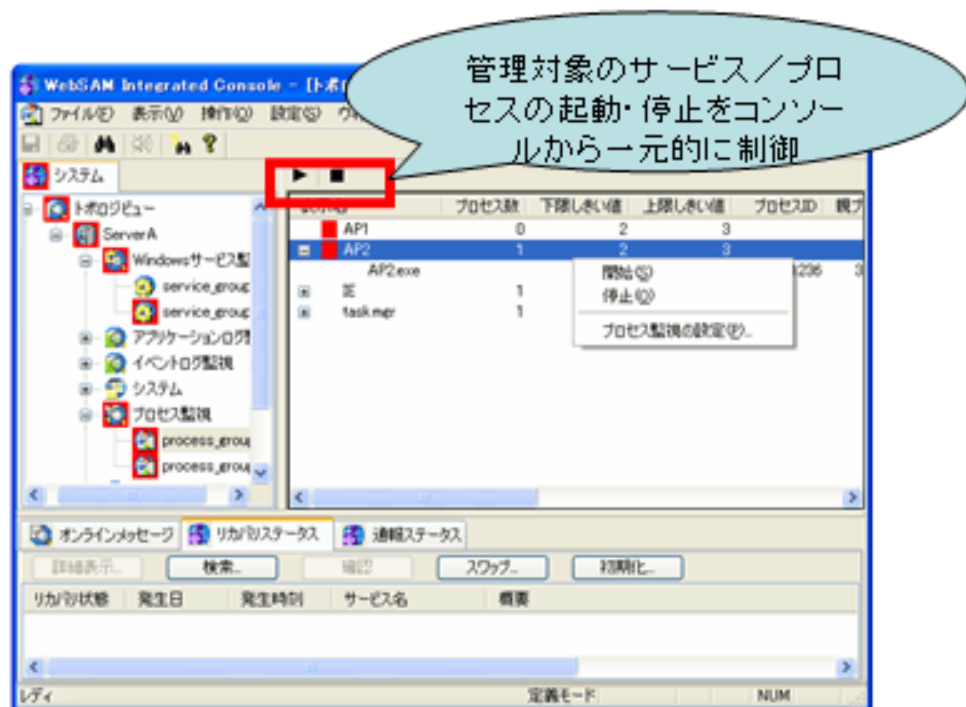 管理対象のサービス／プロ
セスの起動・停止をコンソー
ルから一元的に制御
WebSAM Integrated Console - [トポロ
ファイル(F) 表示(V) 操作(O) 設定(S)
システム
トポロジビュー
ServerA
Windowsサービス監
service_group
service_group
アプリケーションログ監
イベントログ監視
システム
プロセス監視
process_grou
process_grou
プロセス数 下限しきい値 上限しきい値 プロセスID 親プ
AP1 0 2 3
AP2 1 2 3
AP2.exe 1236 3
1
taskmgr 1
開始(S)
停止(O)
プロセス監視の設定(P)...
オンラインメッセージ リカバリステータス 通報ステータス
詳細表示... 検索... 確認 スワップ... 初期化...
リカバリ状態 発生日 発生時刻 サービス名 概要
レディ 定義モード NUM